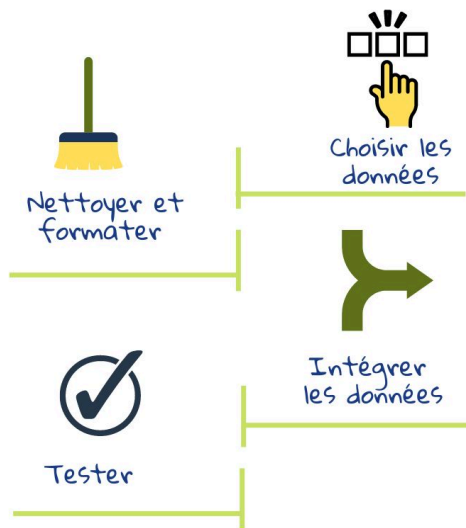 Choisir les
données
Nettoyer et
formater
Intégrer
les données
Tester